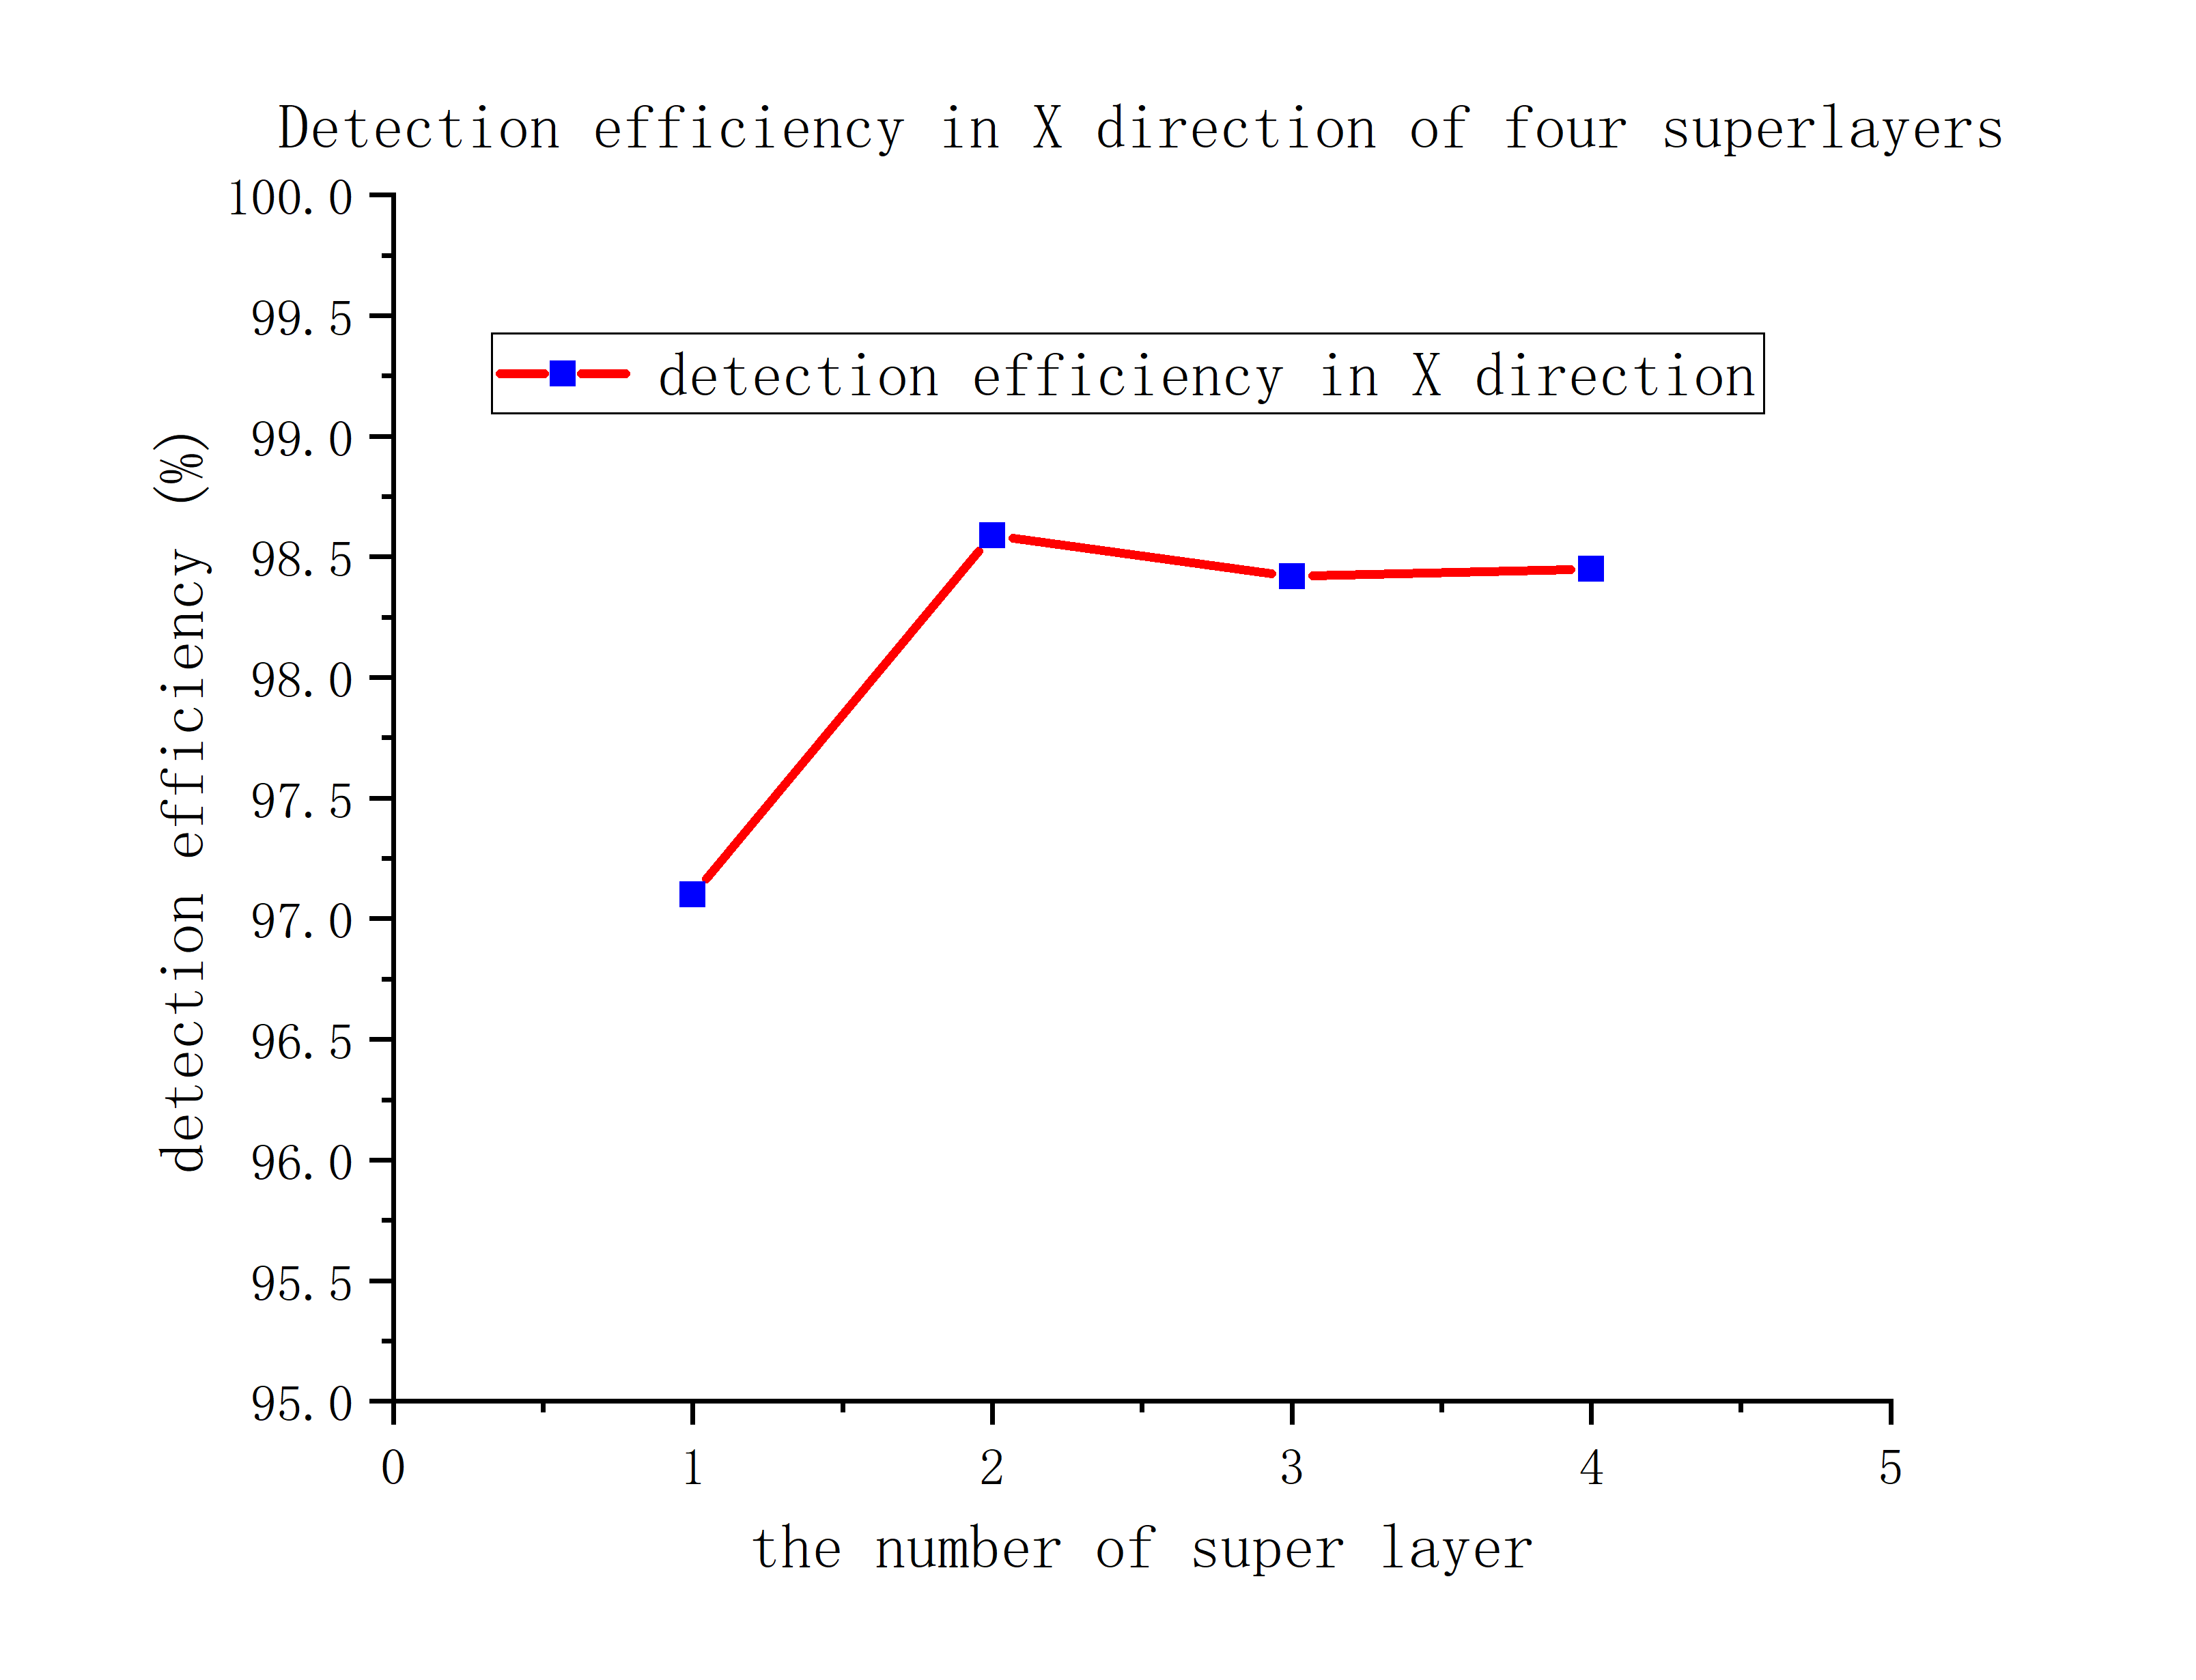 Detection efficiency in X direction of four superlayers
100.0
99.5
detection efficiency in X direction
99.0
98.5
98.0
97.5
97.0
96.5
96.0
95.5
95.0
detection efficiency (%)
0 1 2 3 4 5
the number of super layer